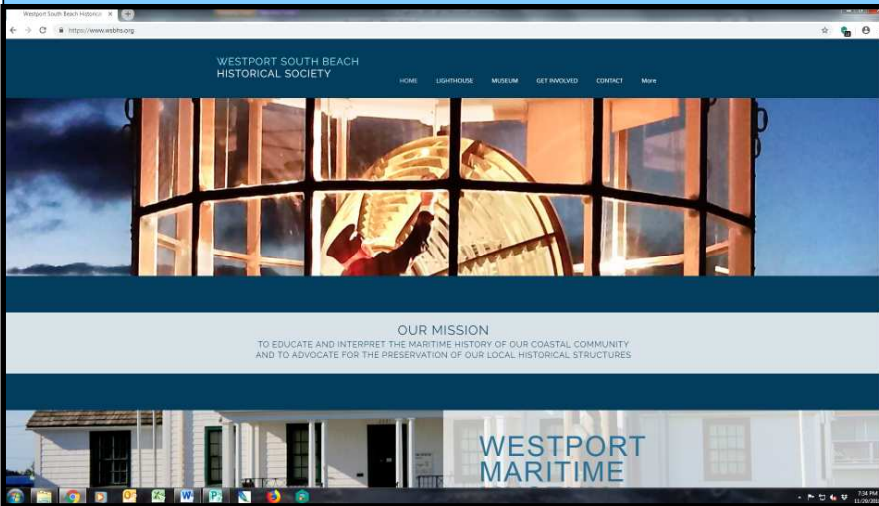 Westport South Beach Historica
https://www.wsbhs.org
WESTPORT SOUTH BEACH
HISTORICAL SOCIETY
HOME LIGHTHOUSE MUSEUM GET INVOLVED CONTACT More
OUR MISSION
TO EDUCATE AND INTERPRET THE MARITIME HISTORY OF OUR COASTAL COMMUNITY
AND TO ADVOCATE FOR THE PRESERVATION OF OUR LOCAL HISTORICAL STRUCTURES
WESTPORT
MARITIME
7:34 PM